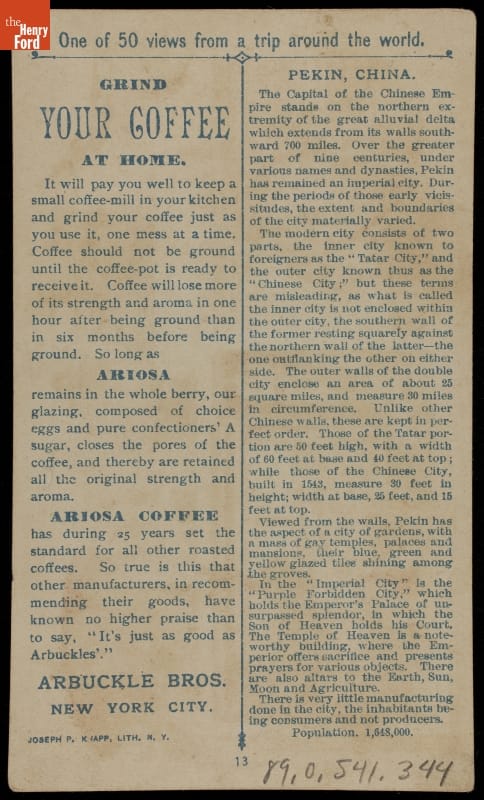 the
Henry
Ford
One of 50 views from a trip around the world.
GRIND
YOUR COFFEE
AT HOME.
It will pay you well to keep a
small coffee-mill in your kitchen
and grind your coffee just as
you use it, one mess at a time.
Coffee should not be ground
until the coffee-pot is ready to
receive it. Coffee will lose more
of its strength and aroma in one
hour after being ground than
in six months before being
ground. So long as
ARIOSA
remains in the whole berry, our
glazing, composed of choice
eggs and pure confectioners' A
sugar, closes the pores of the
coffee, and thereby are retained
all the original strength and
aroma.
ARIOSA COFFEE
has during 25 years set the
standard for all other roasted
coffees. So true is this that
other manufacturers, in recom-
mending their goods, have
known no higher praise than
to say, "It's just as good as
Arbuckles'."
ARBUCKLE BROS.
NEW YORK CITY.
JOSEPH P. KNAPP, LITH. N. Y.
PEKIN, CHINA.
The Capital of the Chinese Em-
pire stands on the northern ex-
tremity of the great alluvial delta
which extends from its walls south-
ward 700 miles. Over the greater
part of nine centuries, under
various names and dynasties, Pekin
has remained an imperial city. Dur-
ing the periods of those early vicis-
situdes, the extent and boundaries
of the city materially varied.
The modern city consists of two
parts, the inner city known to
foreigners as the "Tatar City," and
the outer city known thus as the
"Chinese City;" but these terms
are misleading, as what is called
the inner city is not enclosed within
the outer city, the southern wall of
the former resting squarely against
the northern wall of the latter—the
one outflanking the other on either
side. The outer walls of the double
city enclose an area of about 25
square miles, and measure 30 miles
in circumference. Unlike other
Chinese walls, these are kept in per-
fect order. Those of the Tatar por-
tion are 50 feet high, with a width
of 60 feet at base and 40 feet at top;
while those of the Chinese City,
built in 1543, measure 30 feet in
height; width at base, 25 feet, and 15
feet at top.
Viewed from the walls, Pekin has
the aspect of a city of gardens, with
a mass of gay temples, palaces and
mansions, their blue, green and
yellow glazed tiles shining among
the groves.
In the "Imperial City" is the
"Purple Forbidden City," which
holds the Emperor's Palace of un-
surpassed splendor, in which the
Son of Heaven holds his Court.
The Temple of Heaven is a note-
worthy building, where the Em-
perior offers sacrifice and presents
prayers for various objects. There
are also altars to the Earth, Sun,
Moon and Agriculture.
There is very little manufacturing
done in the city, the inhabitants be-
ing consumers and not producers.
Population, 1,648,000.
13
89.0.541.344